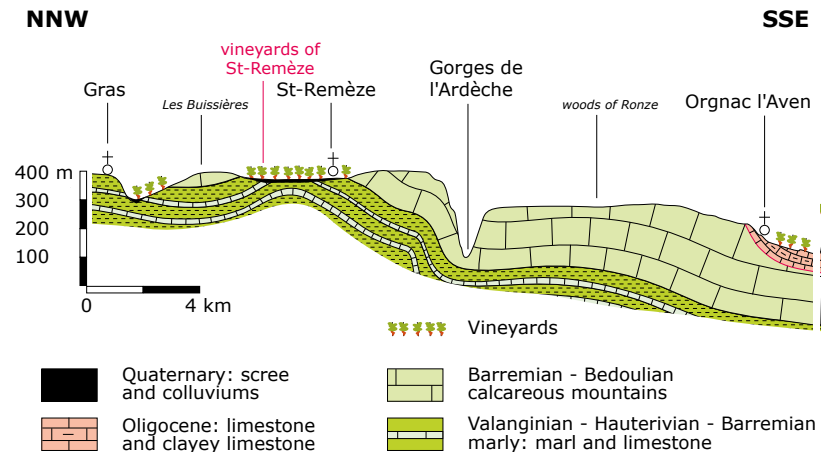 NNW
SSE
vineyards of
St-Remèze
Gorges de
l'Ardèche
Gras
Les Buissières
St-Remèze
woods of Ronze
Orgnac l'Aven
400 m
300
200
100
0
4 km
Vineyards
Quaternary: scree
and colluviums
Barremian - Bedoulian
calcareous mountains
Oligocene: limestone
and clayey limestone
Valanginian - Hauterivian - Barremian
marly: marl and limestone